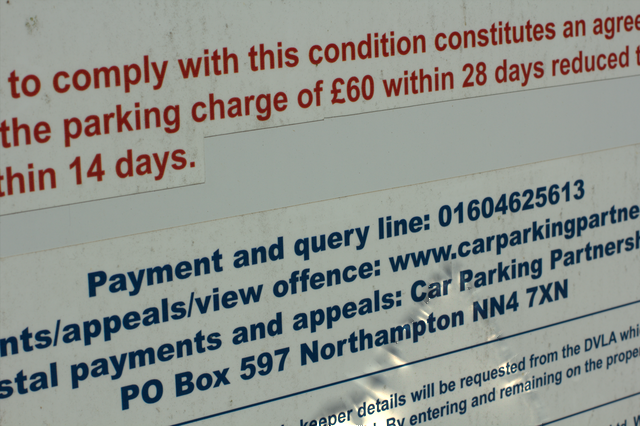 to comply with this condition constitutes an agree
the parking charge of £60 within 28 days reduced t
thin 14 days.
Payment and query line: 01604625613
nts/appeals/view offence: www.carparkingpartne
stal payments and appeals: Car Parking Partnersh
PO Box 597 Northampton NN4 7XN
keeper details will be requested from the DVLA whi
By entering and remaining on the prope